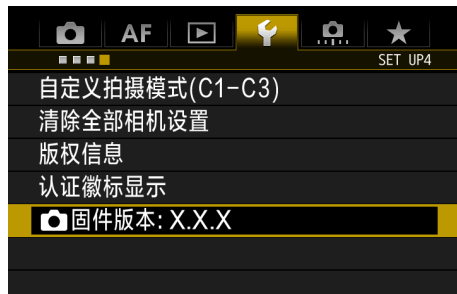 AF
SET UP4
自定义拍摄模式(C1-C3)
清除全部相机设置
版权信息
认证徽标显示
固件版本: X.X.X